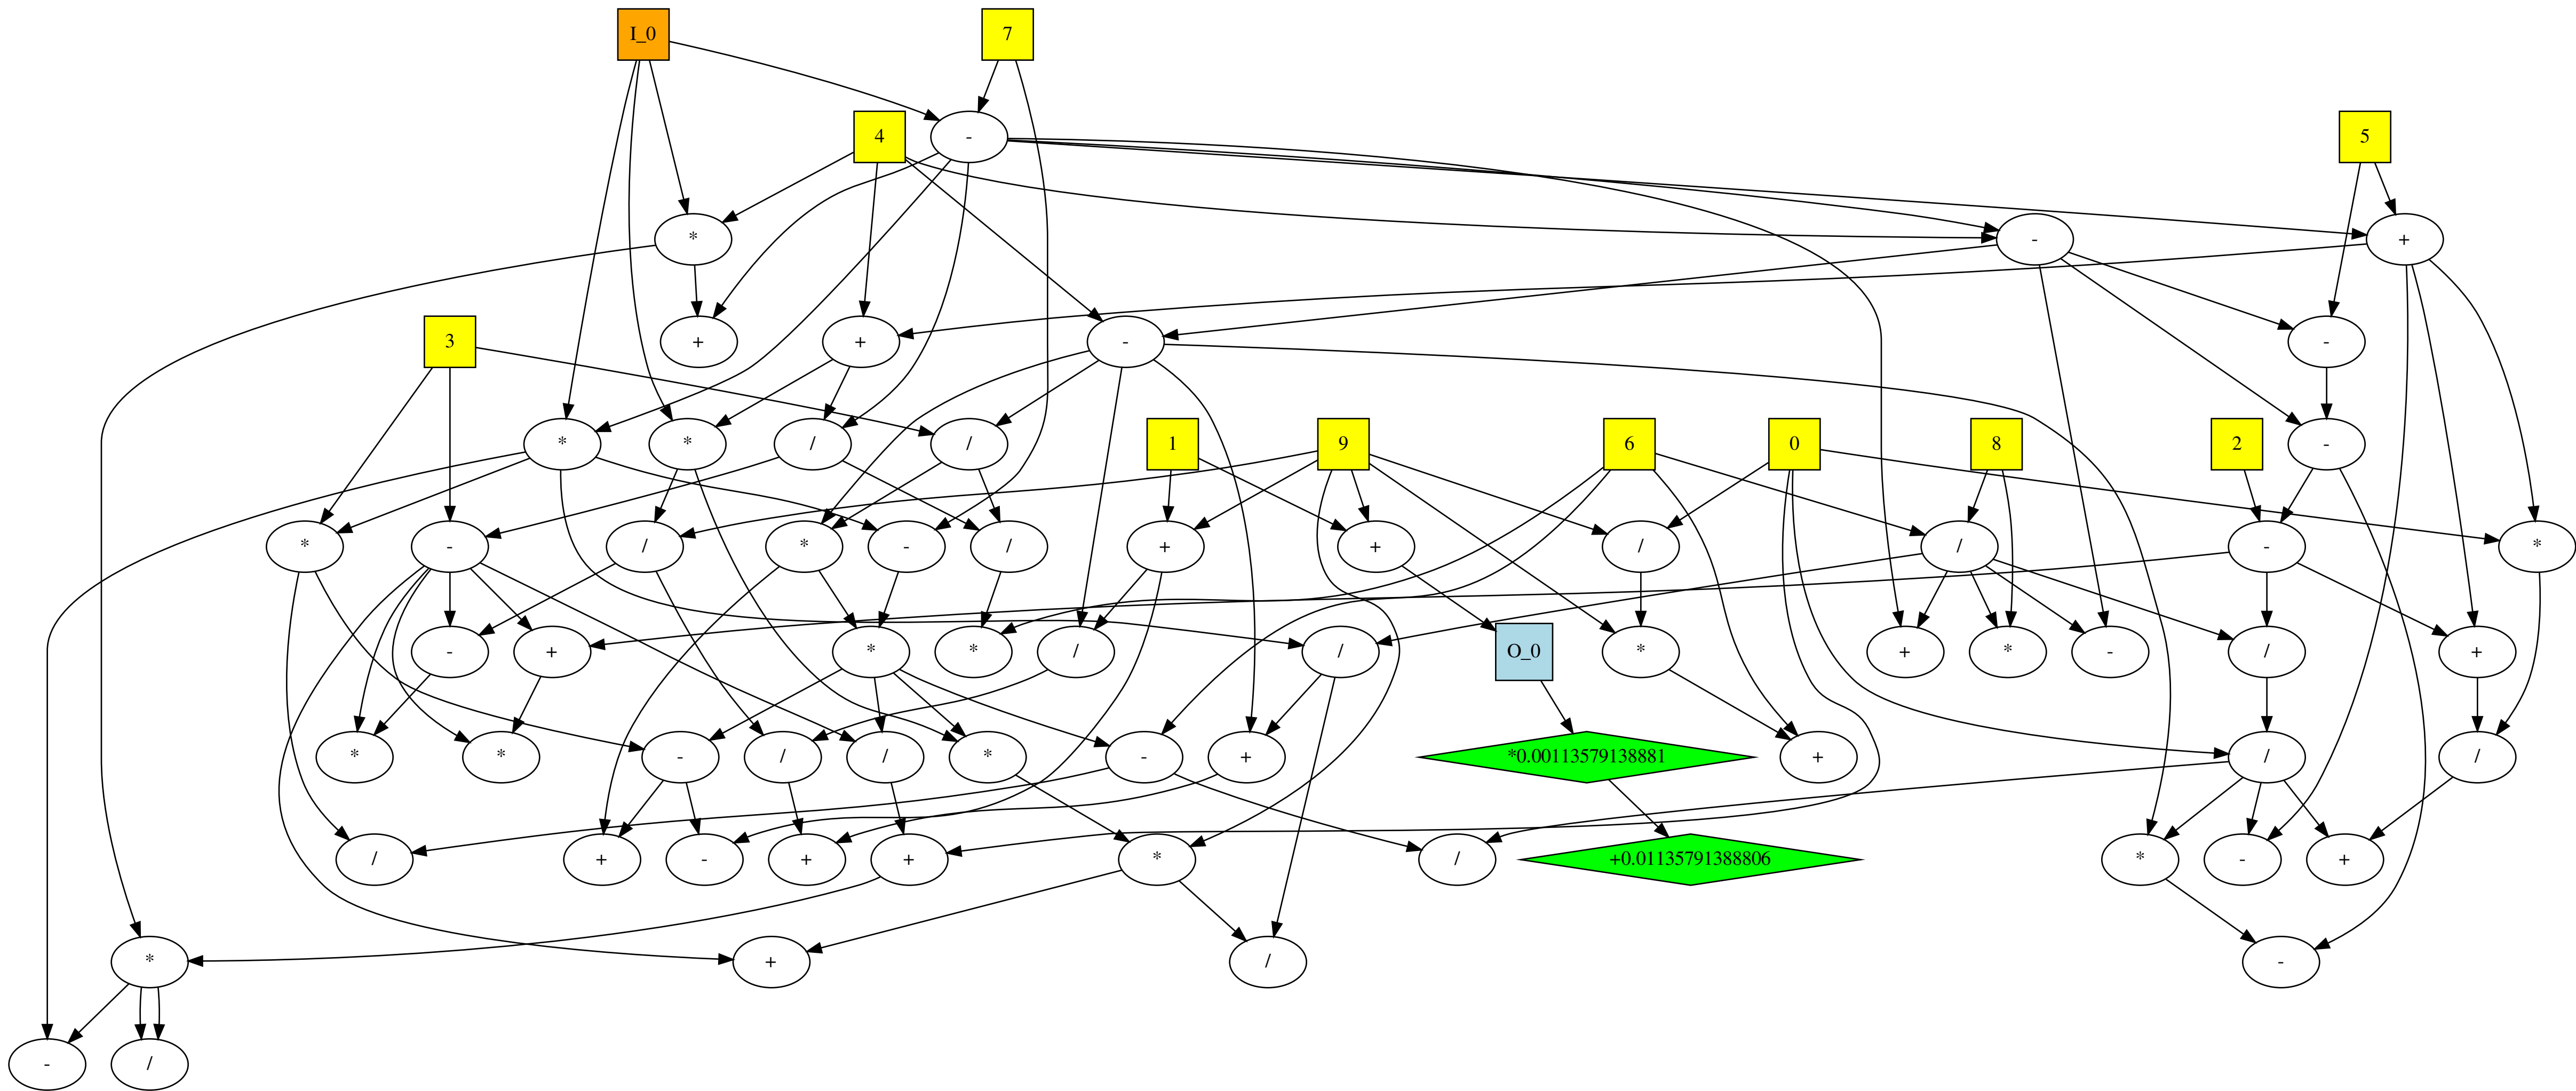 I_0 7
4 - 5
* - +
3 + + - -
* * / / 1 9 6 0 8 2 -
* - / * - / + + / / - *
- + * * / / O_0 * + * - / +
* * - / / * - + *0.00113579138881 + / /
/ + - + + * / +0.01135791388806 * - +
* + / -
- /